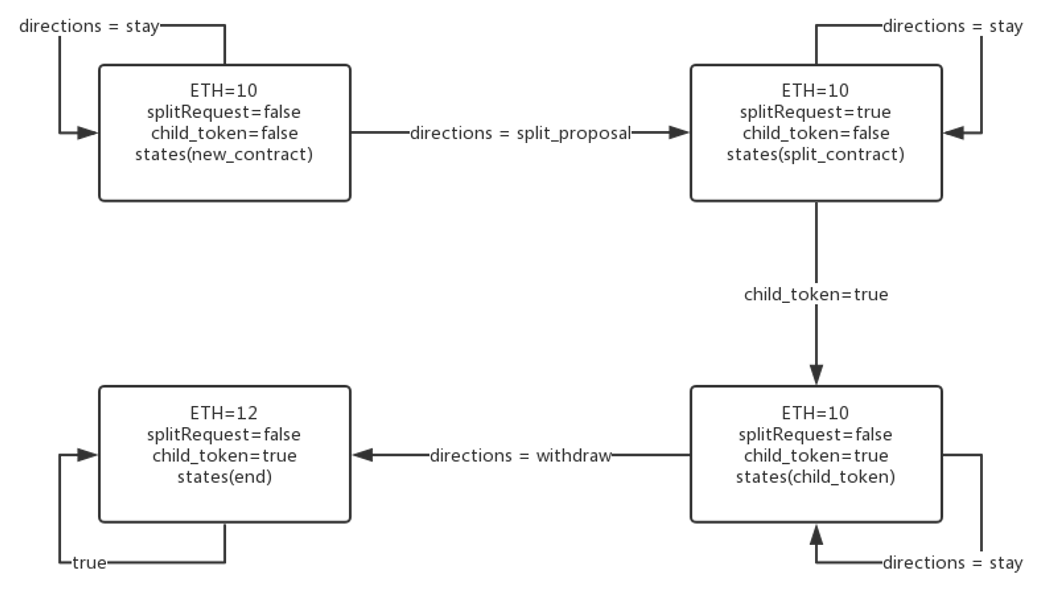 directions = stay
ETH=10
splitRequest=false
child_token=false
states(new_contract)
directions = split_proposal
directions = stay
ETH=10
splitRequest=true
child_token=false
states(split_contract)
child_token=true
ETH=12
splitRequest=false
child_token=true
states(end)
true
directions = withdraw
ETH=10
splitRequest=false
child_token=true
states(child_token)
directions = stay